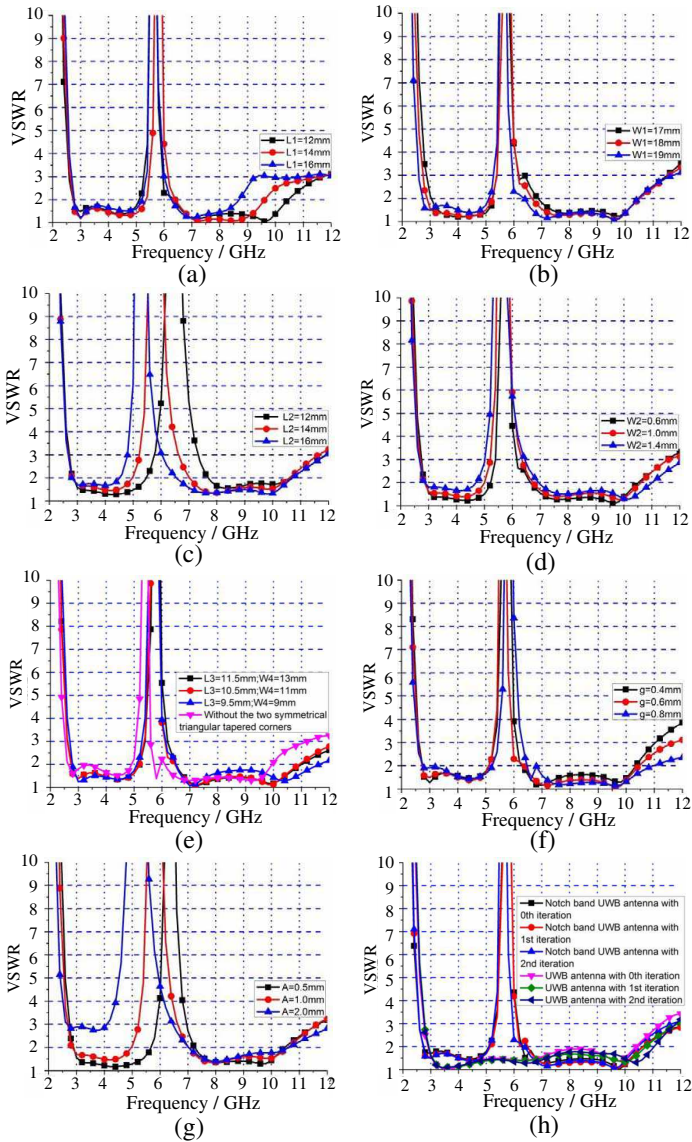 10
9
8
7
6
5
4
3
2
1
VSWR
L1=12mm
L1=14mm
L1=16mm
2 3 4 5 6 7 8 9 10 11 12
Frequency / GHz
(a)
10
9
8
7
6
5
4
3
2
1
VSWR
W1=17mm
W1=18mm
W1=19mm
2 3 4 5 6 7 8 9 10 11 12
Frequency / GHz
(b)
10
9
8
7
6
5
4
3
2
1
VSWR
L2=12mm
L2=14mm
L2=16mm
2 3 4 5 6 7 8 9 10 11 12
Frequency / GHz
(c)
10
9
8
7
6
5
4
3
2
1
VSWR
W2=0.6mm
W2=1.0mm
W2=1.4mm
2 3 4 5 6 7 8 9 10 11 12
Frequency / GHz
(d)
10
9
8
7
6
5
4
3
2
1
VSWR
L3=11.5mm;W4=13mm
L3=10.5mm;W4=11mm
L3=9.5mm;W4=9mm
Without the two symmetrical
triangular tapered corners
2 3 4 5 6 7 8 9 10 11 12
Frequency / GHz
(e)
10
9
8
7
6
5
4
3
2
1
VSWR
g=0.4mm
g=0.6mm
g=0.8mm
2 3 4 5 6 7 8 9 10 11 12
Frequency / GHz
(f)
10
9
8
7
6
5
4
3
2
1
VSWR
A=0.5mm
A=1.0mm
A=2.0mm
2 3 4 5 6 7 8 9 10 11 12
Frequency / GHz
(g)
10
9
8
7
6
5
4
3
2
1
VSWR
Notch band UWB antenna with
0th iteration
Notch band UWB antenna with
1st iteration
Notch band UWB antenna with
2nd iteration
UWB antenna with 0th iteration
UWB antenna with 1st iteration
UWB antenna with 2nd iteration
2 3 4 5 6 7 8 9 10 11 12
Frequency / GHz
(h)